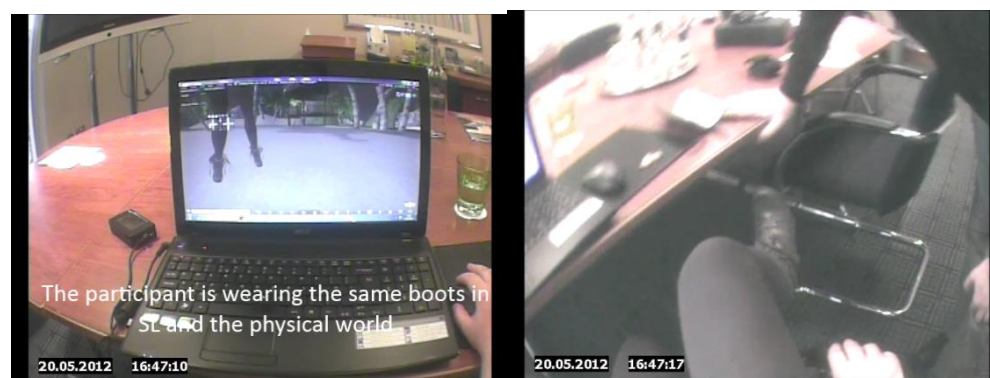 The participant is wearing the same boots in
SL and the physical world
20.05.2012 16:47:10
20.05.2012 16:47:17